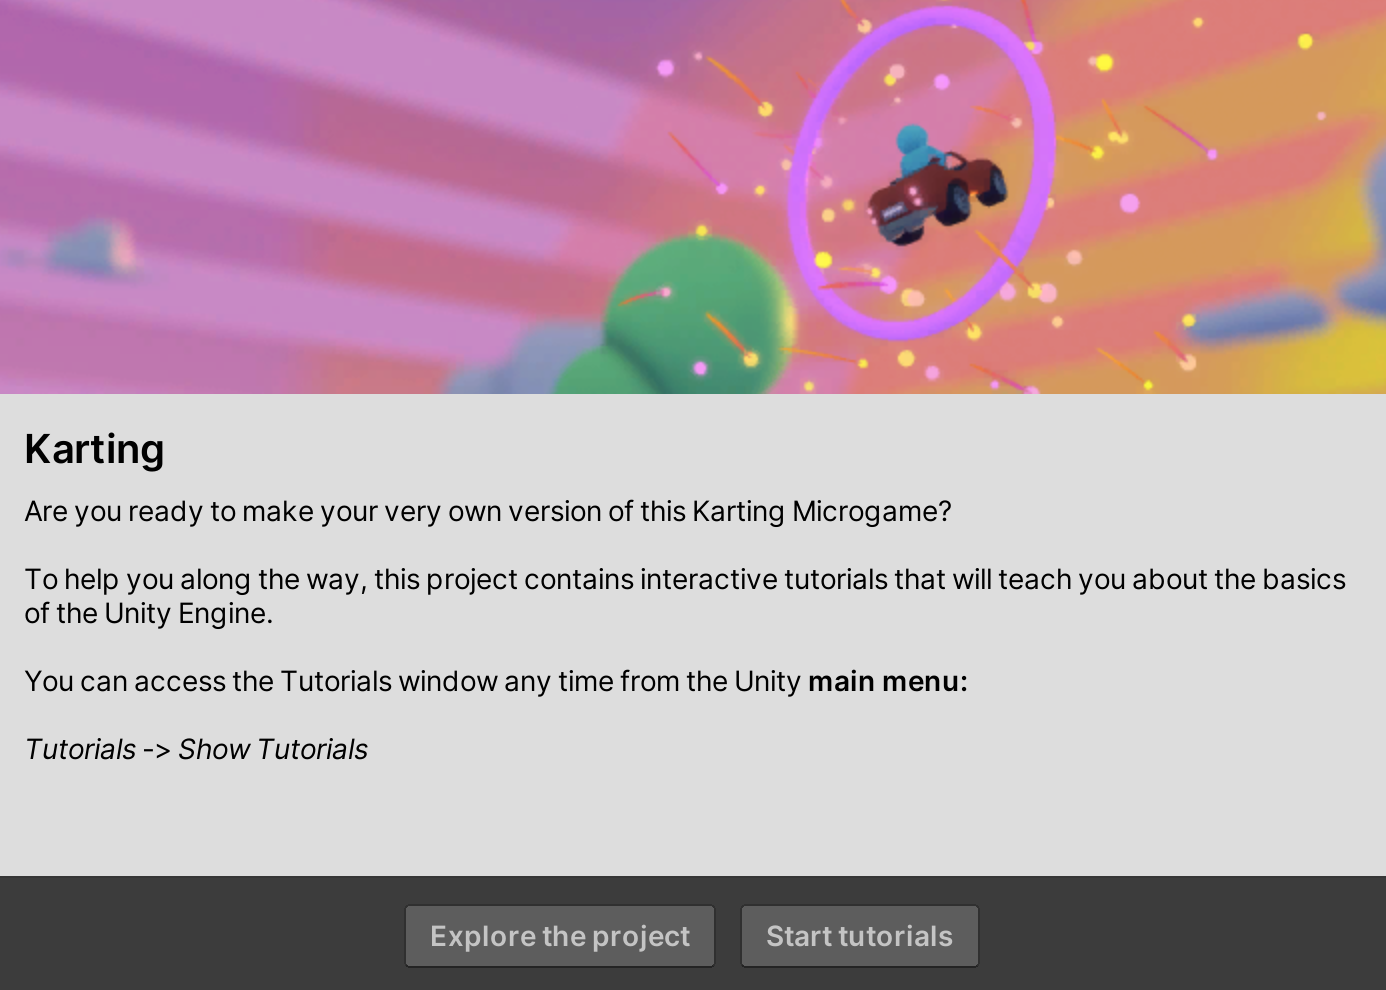 Karting
Are you ready to make your very own version of this Karting Microgame?
To help you along the way, this project contains interactive tutorials that will teach you about the basics
of the Unity Engine.
You can access the Tutorials window any time from the Unity main menu:
Tutorials -> Show Tutorials
Explore the project
Start tutorials